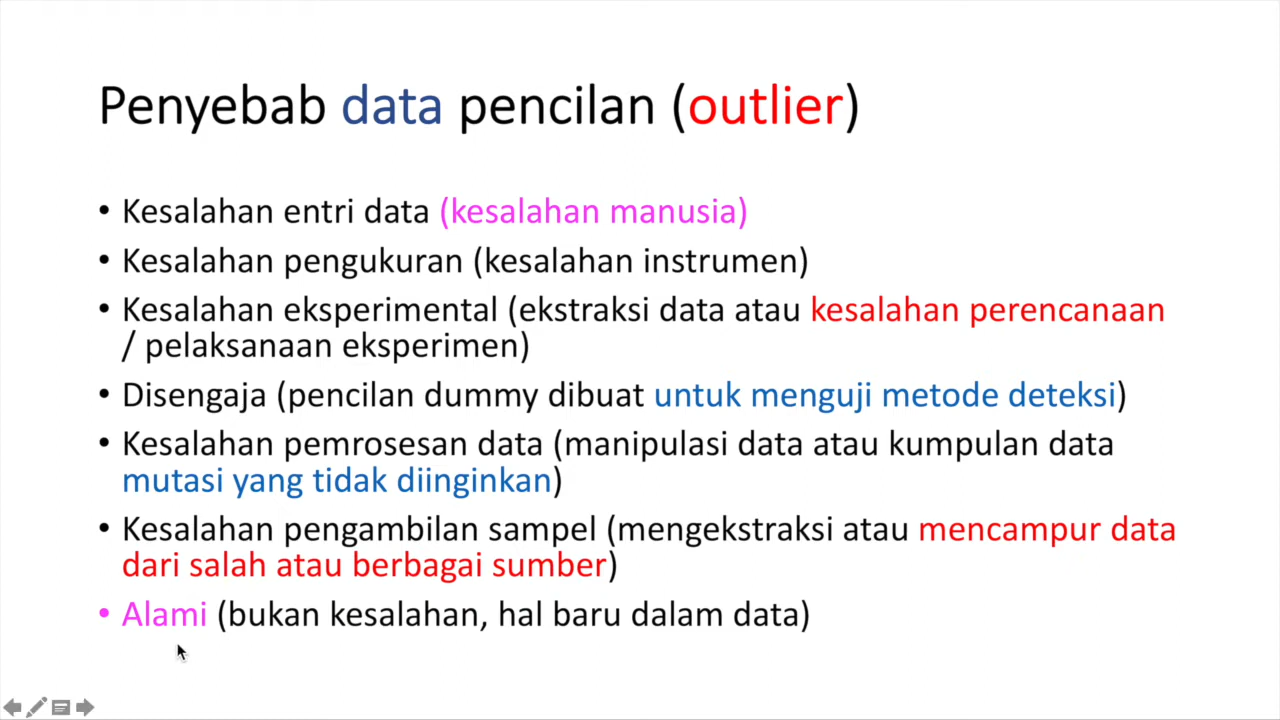 Penyebab data pencilan (outlier)
• Kesalahan entri data (kesalahan manusia)
• Kesalahan pengukuran (kesalahan instrumen)
• Kesalahan eksperimental (ekstraksi data atau kesalahan perencanaan
/ pelaksanaan eksperimen)
• Disengaja (pencilan dummy dibuat untuk menguji metode deteksi)
• Kesalahan pemrosesan data (manipulasi data atau kumpulan data
mutasi yang tidak diinginkan)
• Kesalahan pengambilan sampel (mengekstraksi atau mencampur data
dari salah atau berbagai sumber)
• Alami (bukan kesalahan, hal baru dalam data)